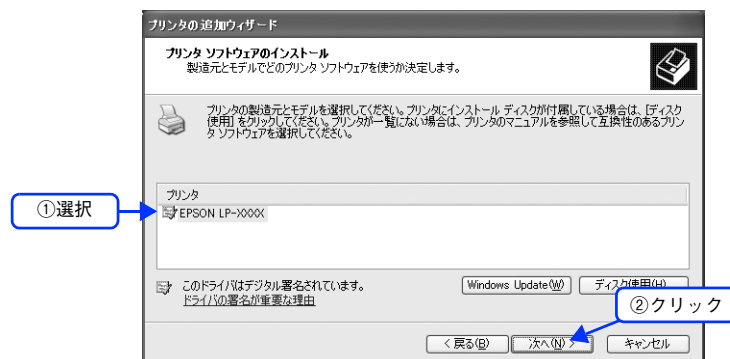 プリンタの追加ウィザード
プリンタ ソフトウェアのインストール
製造元とモデルでどのプリンタ ソフトウェアを使うか決定します。
プリンタの製造元とモデルを選択してください。プリンタにインストール ディスクが付属している場合は、[ディスク
使用] をクリックしてください。プリンタが一覧にない場合は、プリンタのマニュアルを参照して互換性のあるプリン
タ ソフトウェアを選択してください。
プリンタ
①選択
EPSON LP-XXXX
このドライバはデジタル署名されています。
ドライバの署名が重要な理由
Windows Update(W)
ディスク使用(H)...
②クリック
< 戻る(B)
次へ(N) >
キャンセル